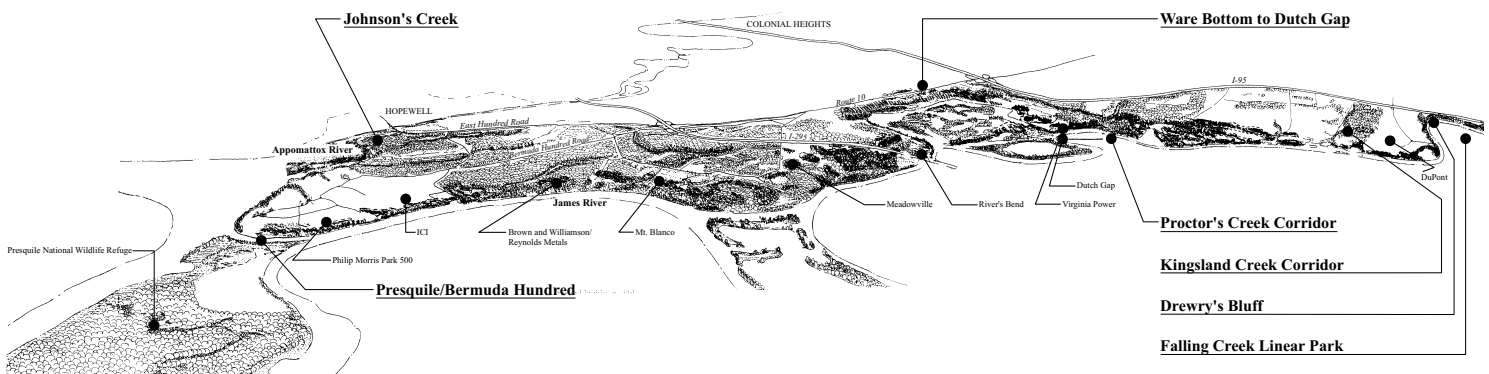 Johnson's Creek
Ware Bottom to Dutch Gap
COLONIAL HEIGHTS
I-95
Route 10
HOPEWELL
East Hundred Road
I-295
Bermuda Hundred Road
Appomattox River
DuPont
Dutch Gap
James River
Meadowville
River's Bend
Virginia Power
Proctor's Creek Corridor
ICI
Brown and Williamson/
Reynolds Metals
Mt. Blanco
Presquile National Wildlife Refuge
Philip Morris Park 500
Kingsland Creek Corridor
Presquile/Bermuda Hundred
Drewry's Bluff
Falling Creek Linear Park